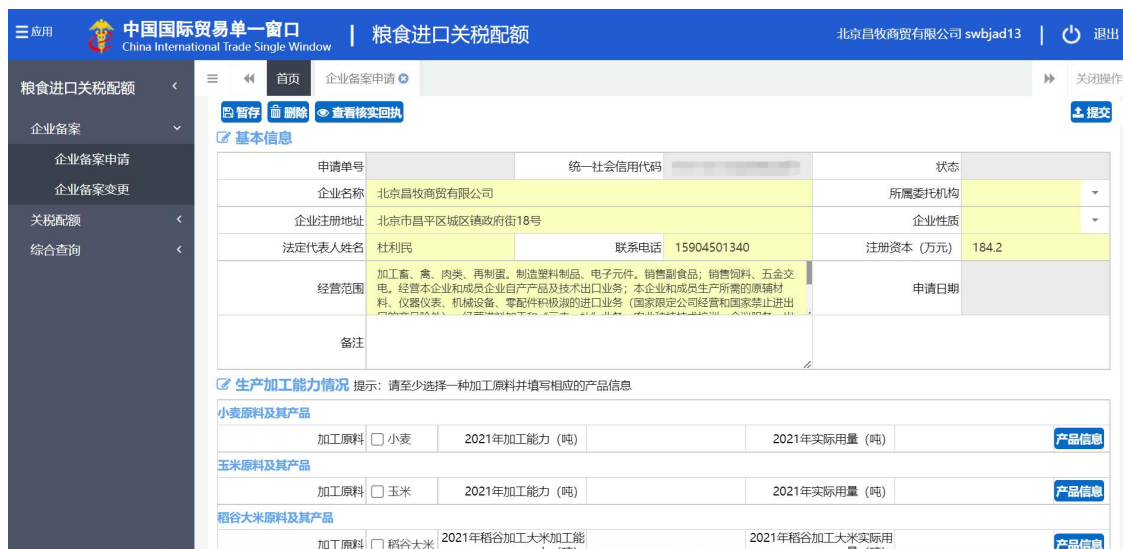 应用
中国国际贸易单一窗口
China International Trade Single Window
粮食进口关税配额
北京昌牧商贸有限公司 swbjad13
退出
粮食进口关税配额
首页
企业备案申请
关闭操作
企业备案
企业备案申请
企业备案变更
关税配额
综合查询
暂存 删除 查看核实回执
提交
基本信息
申请单号 统一社会信用代码 状态
企业名称 北京昌牧商贸有限公司 所属委托机构
企业注册地址 北京市昌平区城区镇政府街18号 企业性质
法定代表人姓名 杜利民 联系电话 15904501340 注册资本（万元） 184.2
经营范围
加工畜、禽、肉类、再制蛋。制造塑料制品、电子元件。销售副食品；销售饲料、五金交
电。经营本企业和成员企业自产产品及技术出口业务；本企业和成员生产所需的原辅材
料、仪器仪表、机械设备、零配件积极淑的进口业务（国家限定公司经营和国家禁止进出
申请日期
备注
生产加工能力情况 提示：请至少选择一种加工原料并填写相应的产品信息
小麦原料及其产品
加工原料 小麦 2021年加工能力（吨） 2021年实际用量（吨） 产品信息
玉米原料及其产品
加工原料 玉米 2021年加工能力（吨） 2021年实际用量（吨） 产品信息
稻谷大米原料及其产品
加工原料 稻谷大米 2021年稻谷加工大米加工能 2021年稻谷加工大米实际用 产品信息